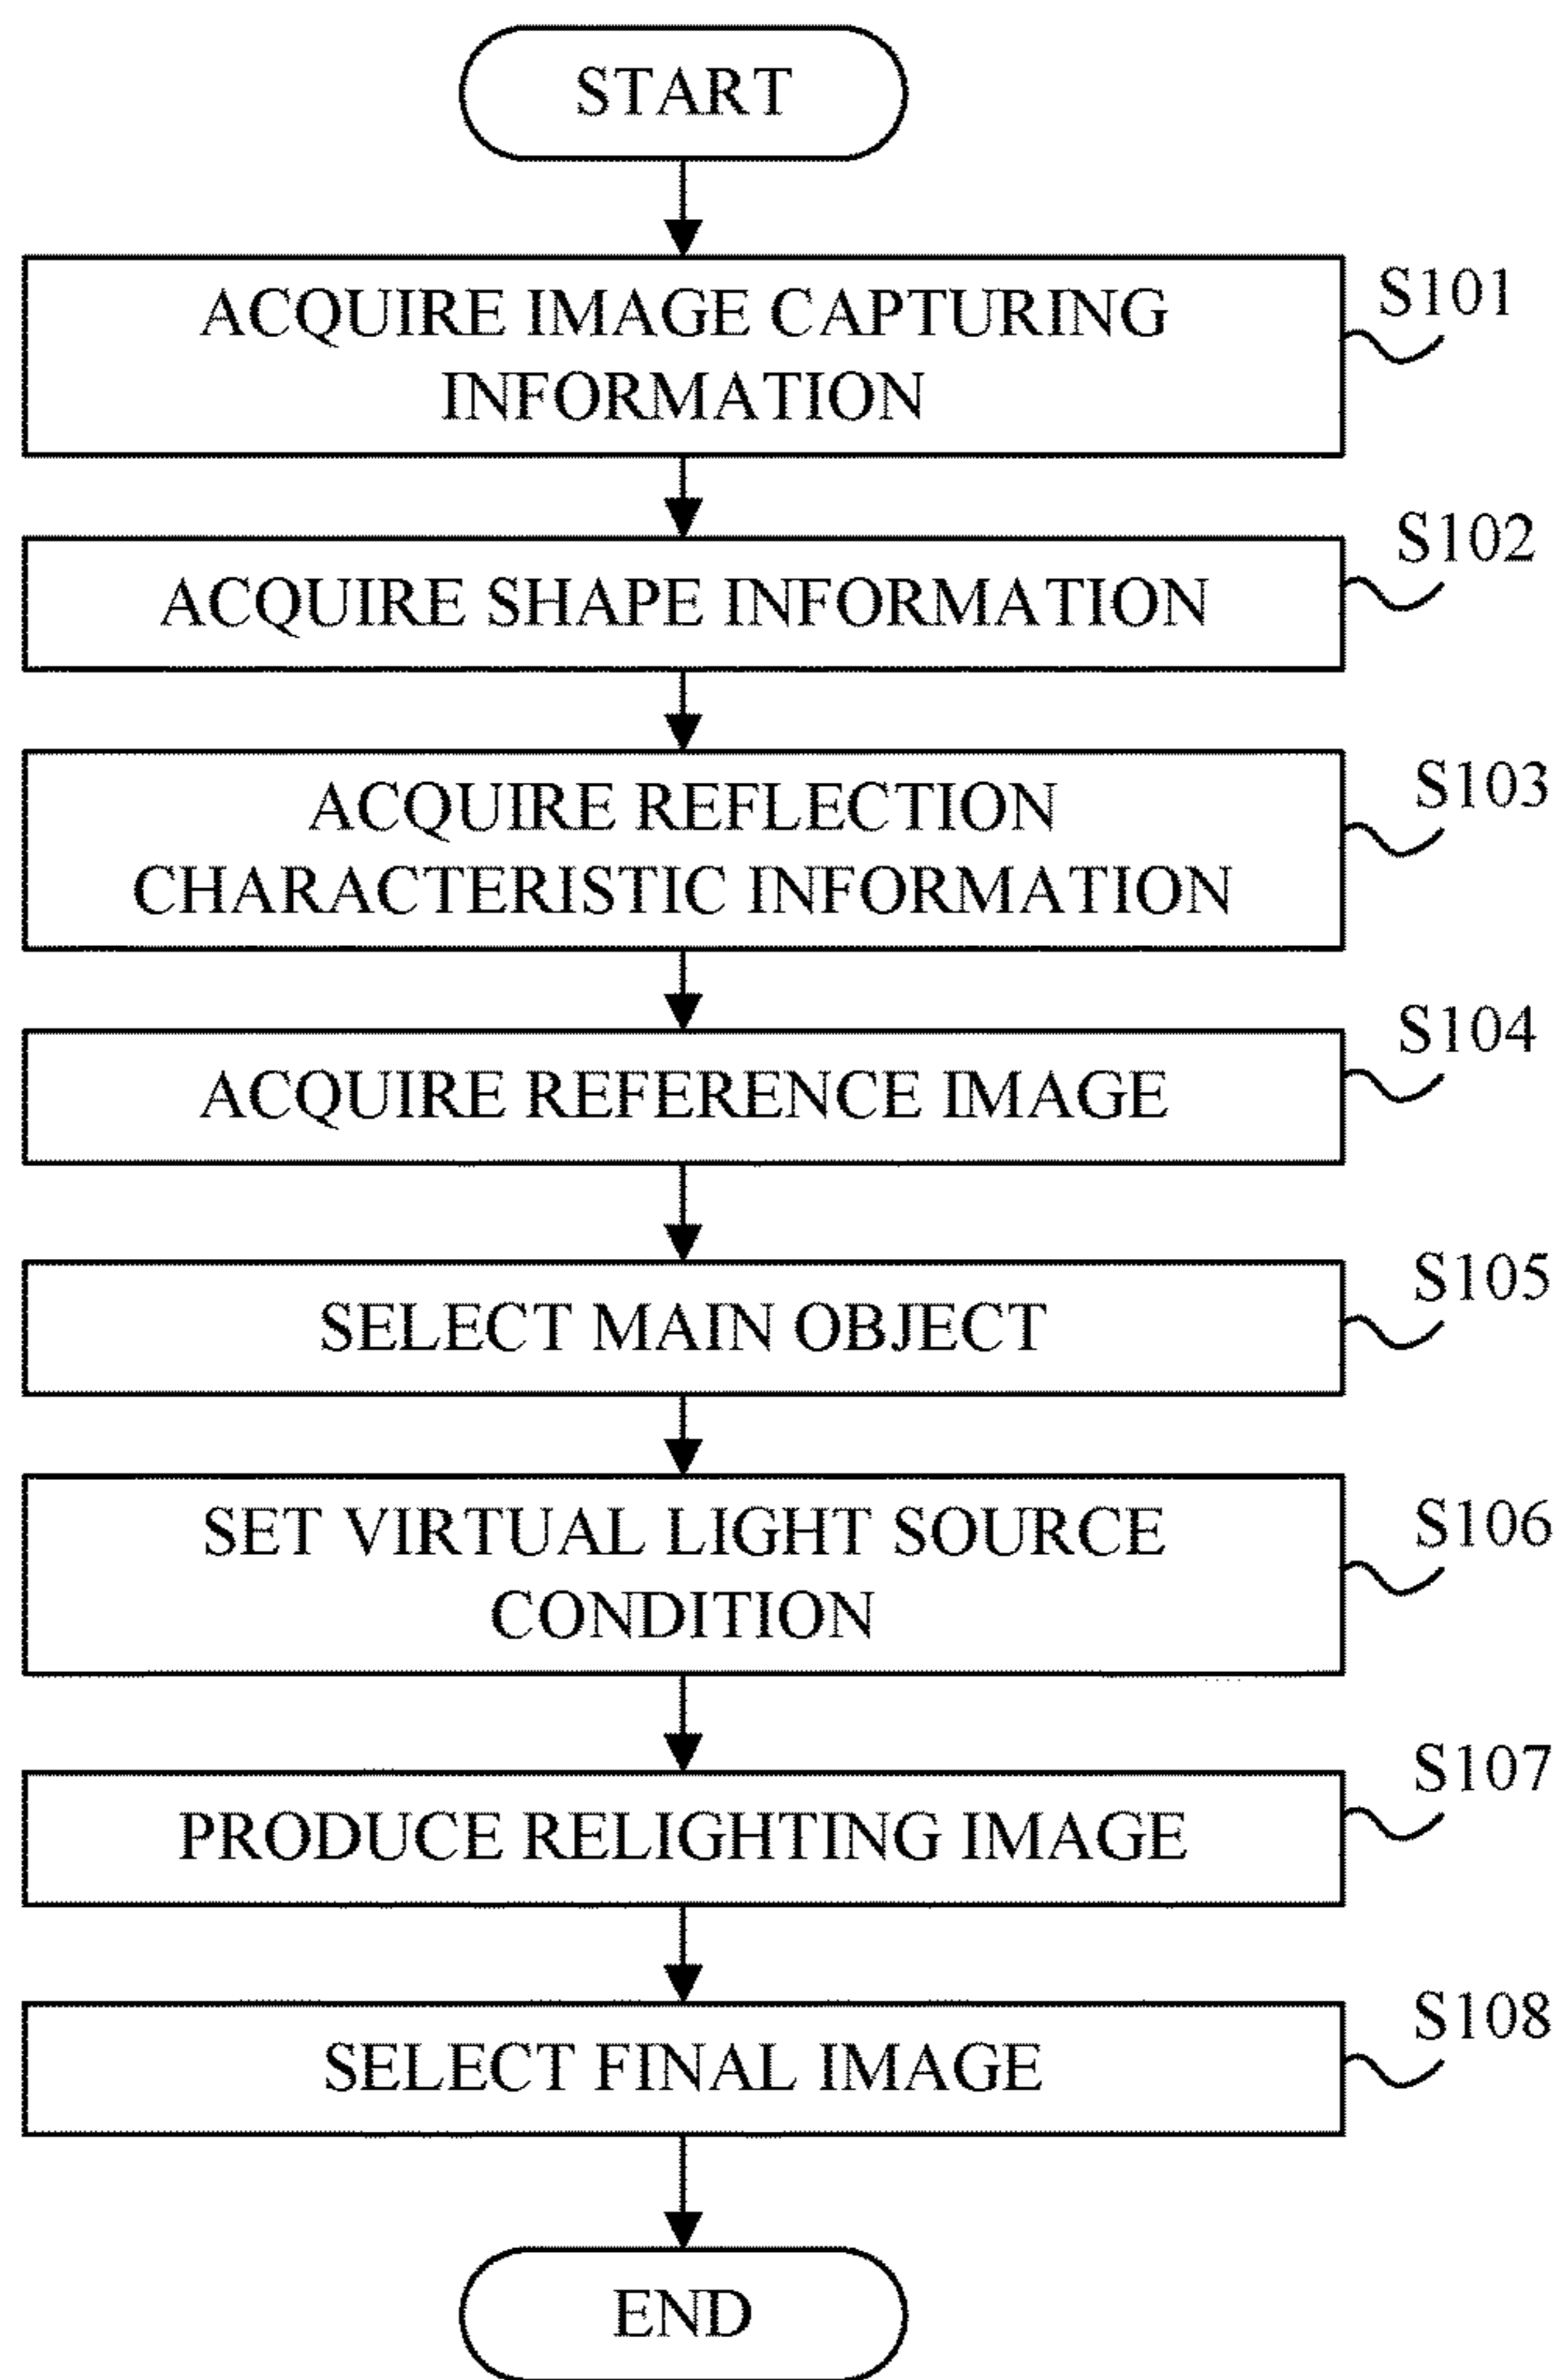 START
ACQUIRE IMAGE CAPTURING
INFORMATION
S101
ACQUIRE SHAPE INFORMATION
S102
ACQUIRE REFLECTION
CHARACTERISTIC INFORMATION
S103
ACQUIRE REFERENCE IMAGE
S104
SELECT MAIN OBJECT
S105
SET VIRTUAL LIGHT SOURCE
CONDITION
S106
PRODUCE RELIGHTING IMAGE
S107
SELECT FINAL IMAGE
S108
END